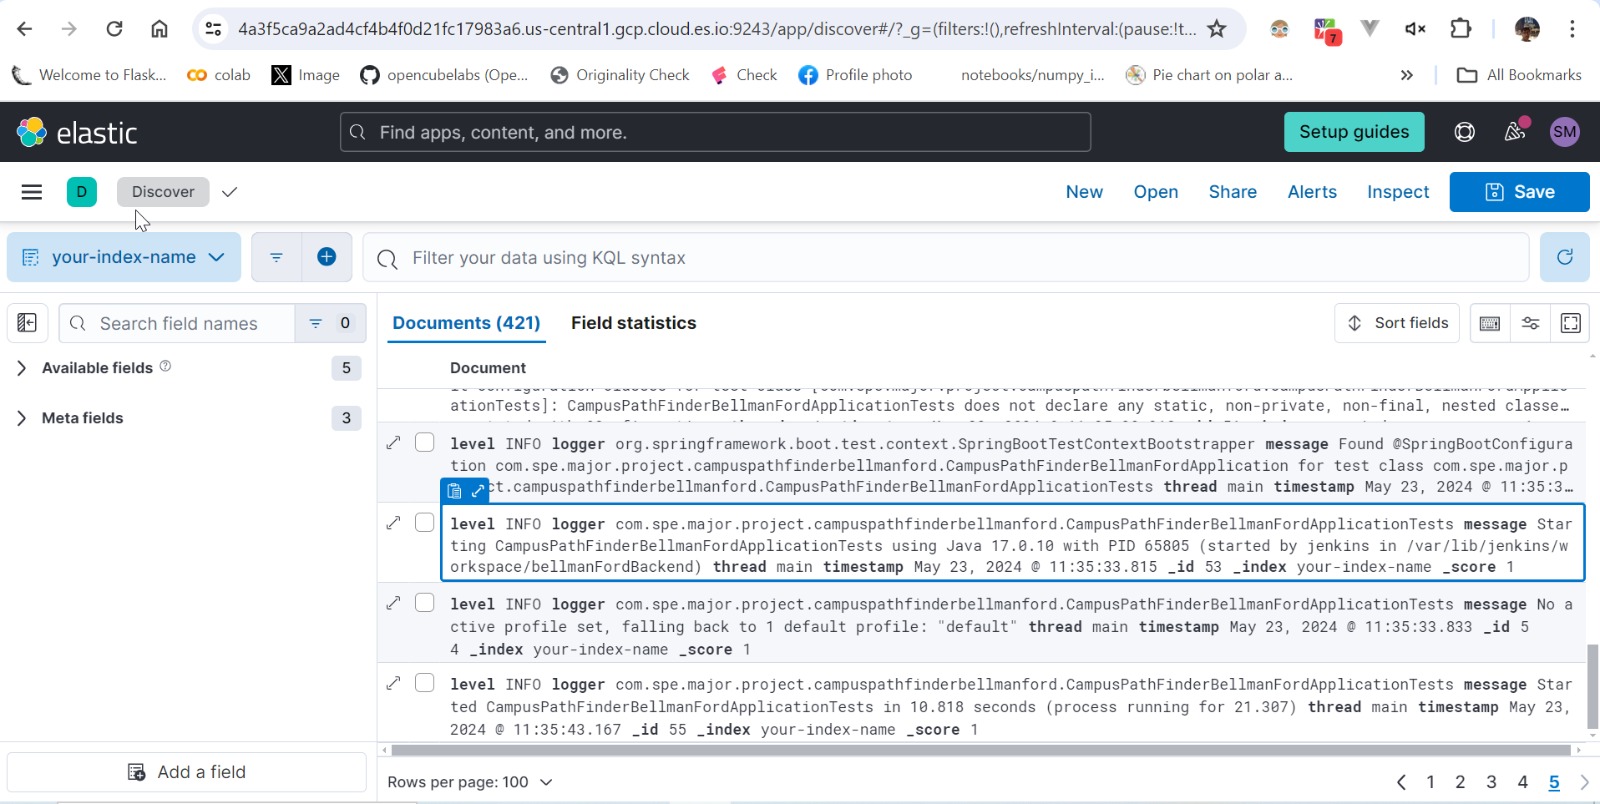 4a3f5ca9a2ad4cf4b4f0d21fc17983a6.us-central1.gcp.cloud.es.io:9243/app/discover#/?_g=(filters:!(),refreshInterval:(pause:!t...
7
Welcome to Flask... colab Image opencubelabs (Ope... Originality Check Check Profile photo notebooks/numpy_i... Pie chart on polar a... » All Bookmarks
elastic Find apps, content, and more. Setup guides SM
D Discover New Open Share Alerts Inspect Save
your-index-name Filter your data using KQL syntax
Search field names 0 Documents (421) Field statistics Sort fields
Available fields 5
Meta fields 3
Document
ationTests]: CampusPathFinderBellmanFordApplicationTests does not declare any static, non-private, non-final, nested classe…
level INFO logger org.springframework.boot.test.context.SpringBootTestContextBootstrapper message Found @SpringBootConfigura
tion com.spe.major.project.campuspathfinderbellmanford.CampusPathFinderBellmanFordApplication for test class com.spe.major.p
ct.campuspathfinderbellmanford.CampusPathFinderBellmanFordApplicationTests thread main timestamp May 23, 2024 @ 11:35:3…
level INFO logger com.spe.major.project.campuspathfinderbellmanford.CampusPathFinderBellmanFordApplicationTests message Star
ting CampusPathFinderBellmanFordApplicationTests using Java 17.0.10 with PID 65805 (started by jenkins in /var/lib/jenkins/w
orkspace/bellmanFordBackend) thread main timestamp May 23, 2024 @ 11:35:33.815 _id 53 _index your-index-name _score 1
level INFO logger com.spe.major.project.campuspathfinderbellmanford.CampusPathFinderBellmanFordApplicationTests message No a
ctive profile set, falling back to 1 default profile: "default" thread main timestamp May 23, 2024 @ 11:35:33.833 _id 5
4 _index your-index-name _score 1
level INFO logger com.spe.major.project.campuspathfinderbellmanford.CampusPathFinderBellmanFordApplicationTests message Star
ted CampusPathFinderBellmanFordApplicationTests in 10.818 seconds (process running for 21.307) thread main timestamp May 23,
2024 @ 11:35:43.167 _id 55 _index your-index-name _score 1
Add a field
Rows per page: 100 1 2 3 4 5